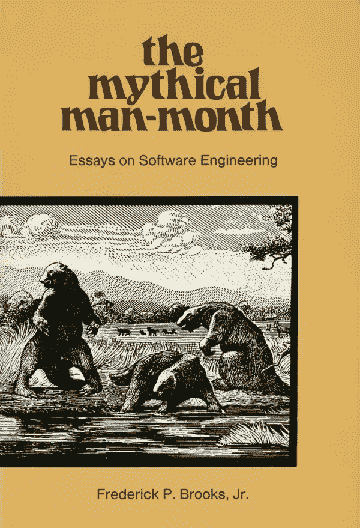 the
mythical
man-month
Essays on Software Engineering
Frederick P. Brooks, Jr.